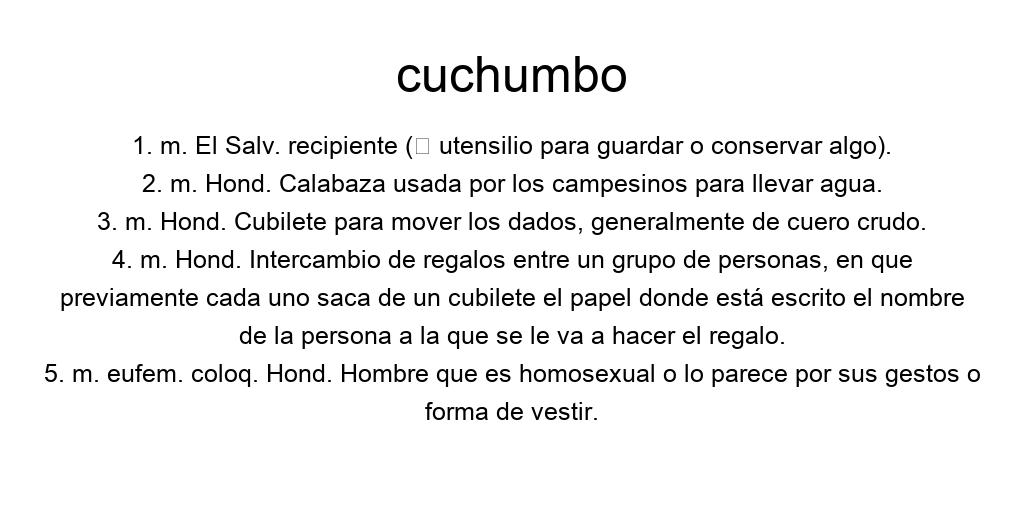 cuchumbo
1. m. El Salv. recipiente (▯ utensilio para guardar o conservar algo).
2. m. Hond. Calabaza usada por los campesinos para llevar agua.
3. m. Hond. Cubilete para mover los dados, generalmente de cuero crudo.
4. m. Hond. Intercambio de regalos entre un grupo de personas, en que
previamente cada uno saca de un cubilete el papel donde está escrito el nombre
de la persona a la que se le va a hacer el regalo.
5. m. eufem. coloq. Hond. Hombre que es homosexual o lo parece por sus gestos o
forma de vestir.